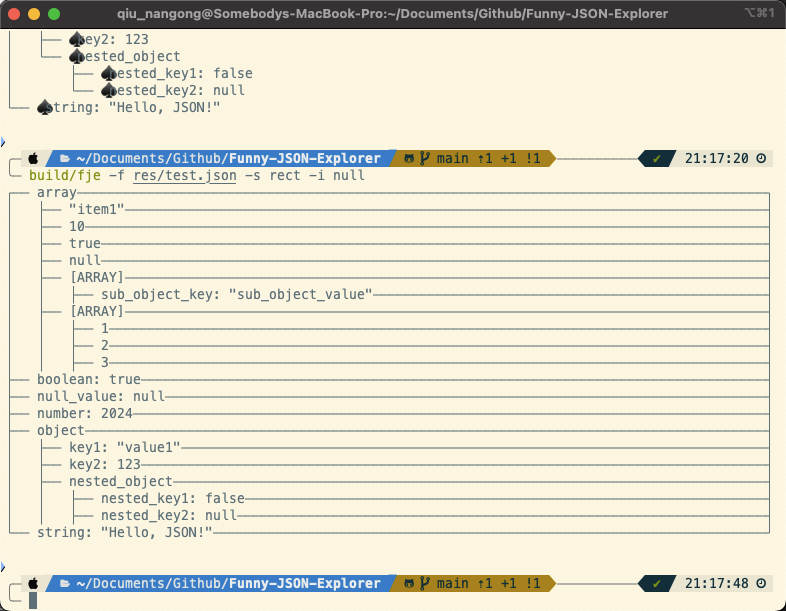 qiu_nangong@Somebodys-MacBook-Pro:~/Documents/Github/Funny-JSON-Explorer ⌥⌘1
│   ├── ♠key2: 123
│   └── ♠ested_object
│       ├── ♠ested_key1: false
│       └── ♠ested_key2: null
└── ♠tring: "Hello, JSON!"
~/Documents/Github/Funny-JSON-Explorer main ↑1 +1 !1 ✔ 21:17:20
build/fje -f res/test.json -s rect -i null
┌── array──┐
│   ├── "item1"──┤
│   ├── 10──┤
│   ├── true──┤
│   ├── null──┤
│   ├── [ARRAY]──┤
│   │   ├── sub_object_key: "sub_object_value"──┤
│   ├── [ARRAY]──┤
│   │   ├── 1──┤
│   │   ├── 2──┤
│   │   ├── 3──┤
├── boolean: true──┤
├── null_value: null──┤
├── number: 2024──┤
├── object──┤
│   ├── key1: "value1"──┤
│   ├── key2: 123──┤
│   ├── nested_object──┤
│   │   ├── nested_key1: false──┤
│   │   ├── nested_key2: null──┤
└── string: "Hello, JSON!"──┘
~/Documents/Github/Funny-JSON-Explorer main ↑1 +1 !1 ✔ 21:17:48